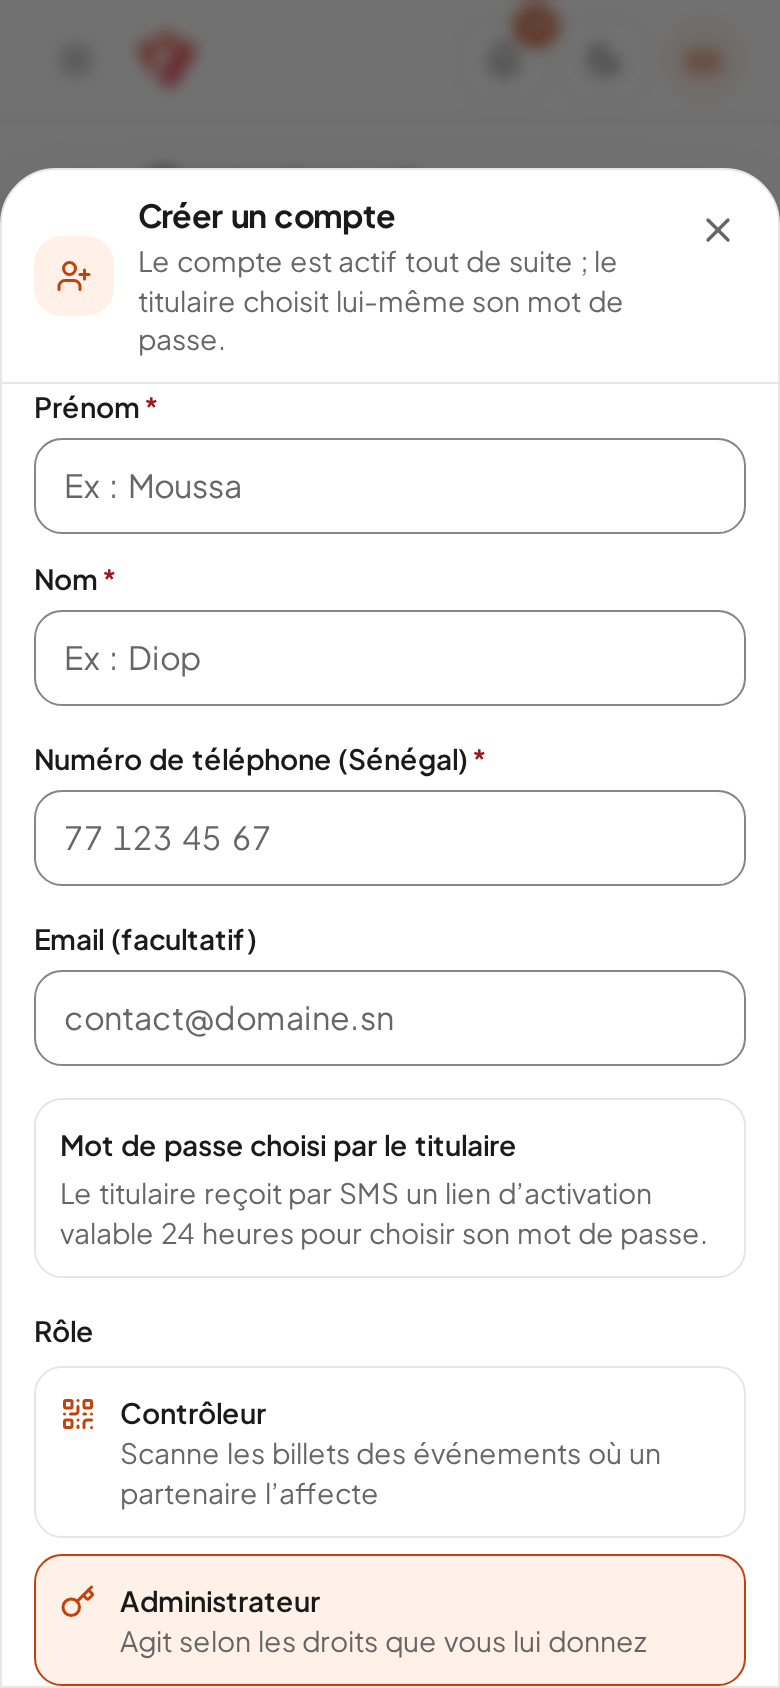 Créer un compte
Le compte est actif tout de suite ; le
titulaire choisit lui-même son mot de
passe.
Prénom *
Ex : Moussa
Nom *
Ex : Diop
Numéro de téléphone (Sénégal) *
77 123 45 67
Email (facultatif)
contact@domaine.sn
Mot de passe choisi par le titulaire
Le titulaire reçoit par SMS un lien d’activation
valable 24 heures pour choisir son mot de passe.
Rôle
Contrôleur
Scanne les billets des événements où un
partenaire l’affecte
Administrateur
Agit selon les droits que vous lui donnez